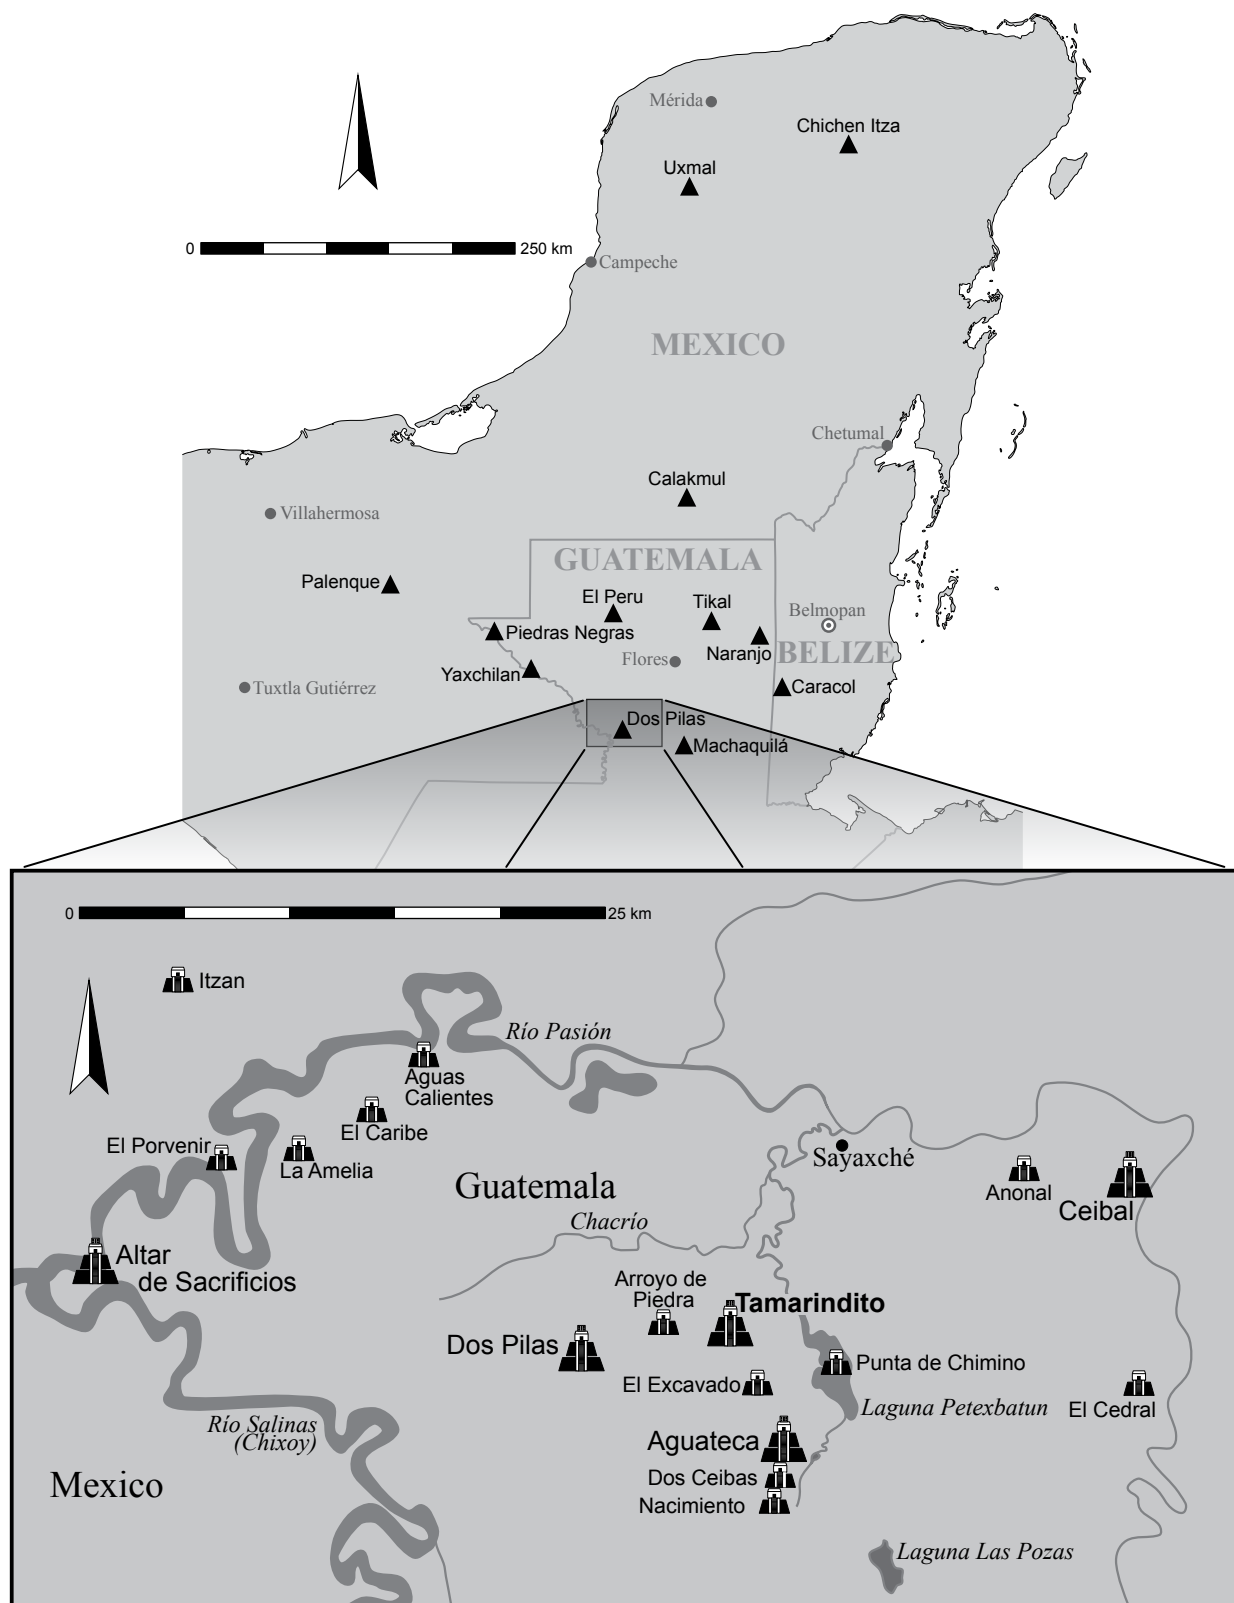 Mérida
Chichen Itza
Uxmal
0
250 km
Campeche
MEXICO
Chetumal
Calakmul
Villahermosa
GUATEMALA
Palenque
El Peru
Tikal
Belmopan
Piedras Negras
Naranjo
BELIZE
Flores
Yaxchilan
Tuxtla Gutiérrez
Caracol
Dos Pilas
Machaquilá
0
25 km
Itzan
Río Pasión
Aguas
Calientes
El Caribe
El Porvenir
La Amelia
Sayaxché
Guatemala
Anonal
Ceibal
Chacrío
Altar
de Sacrificios
Arroyo de
Piedra
Tamarindito
Dos Pilas
Punta de Chimino
El Excavado
Laguna Petexbatun
El Cedral
Río Salinas
(Chixoy)
Aguateca
Mexico
Dos Ceibas
Nacimiento
Laguna Las Pozas